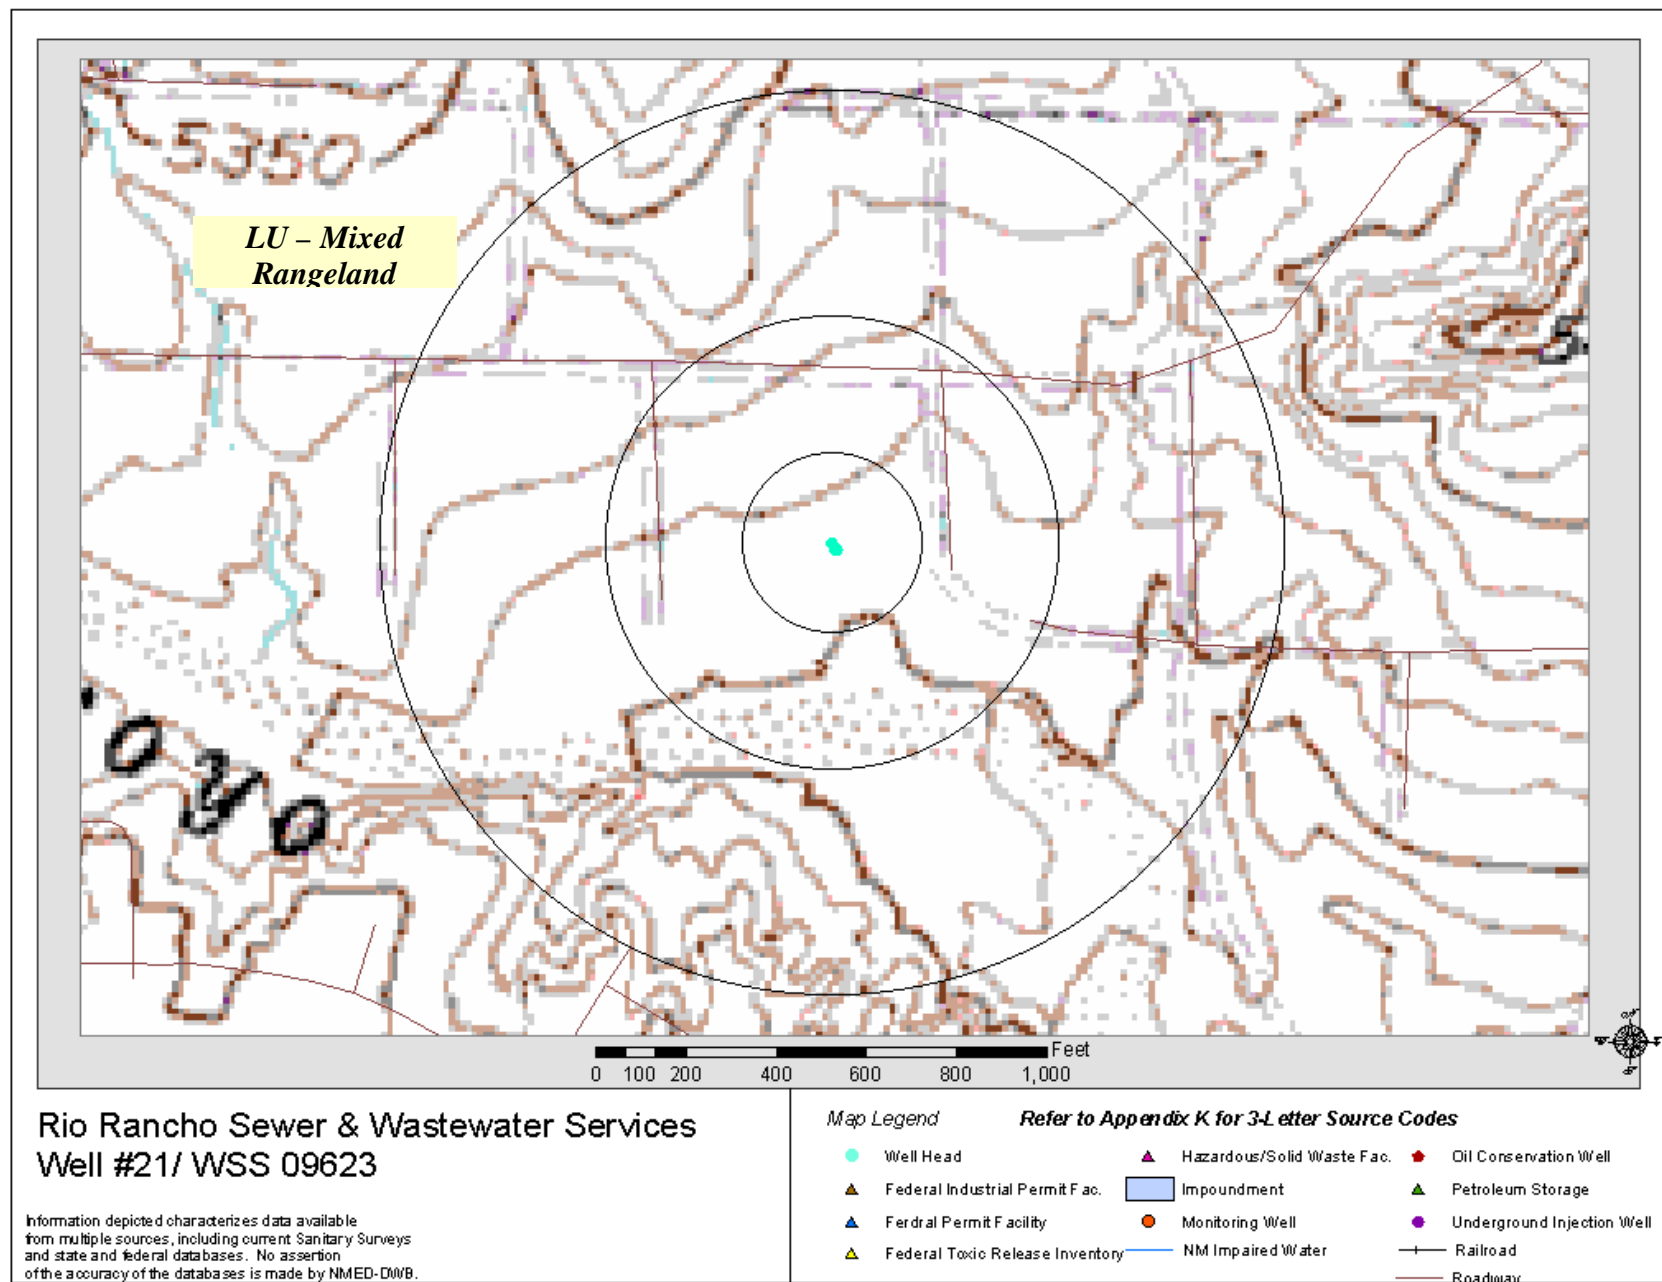 5350
LU – Mixed
Rangeland
oyo
5
Feet
0 100 200 400 600 800 1,000
Rio Rancho Sewer & Wastewater Services
Well #21/ WSS 09623
Information depicted characterizes data available
from multiple sources, including current Sanitary Surveys
and state and federal databases. No assertion
of the accuracy of the databases is made by NMED-DWB.
Map Legend
Refer to Appendix K for 3-Letter Source Codes
Well Head
Federal Industrial Permit Fac.
Ferdral Permit Facility
Federal Toxic Release Inventory
Hazardous/Solid Waste Fac.
Impoundment
Monitoring Well
NM Impaired Water
Oil Conservation Well
Petroleum Storage
Underground Injection Well
Railroad
Roadway